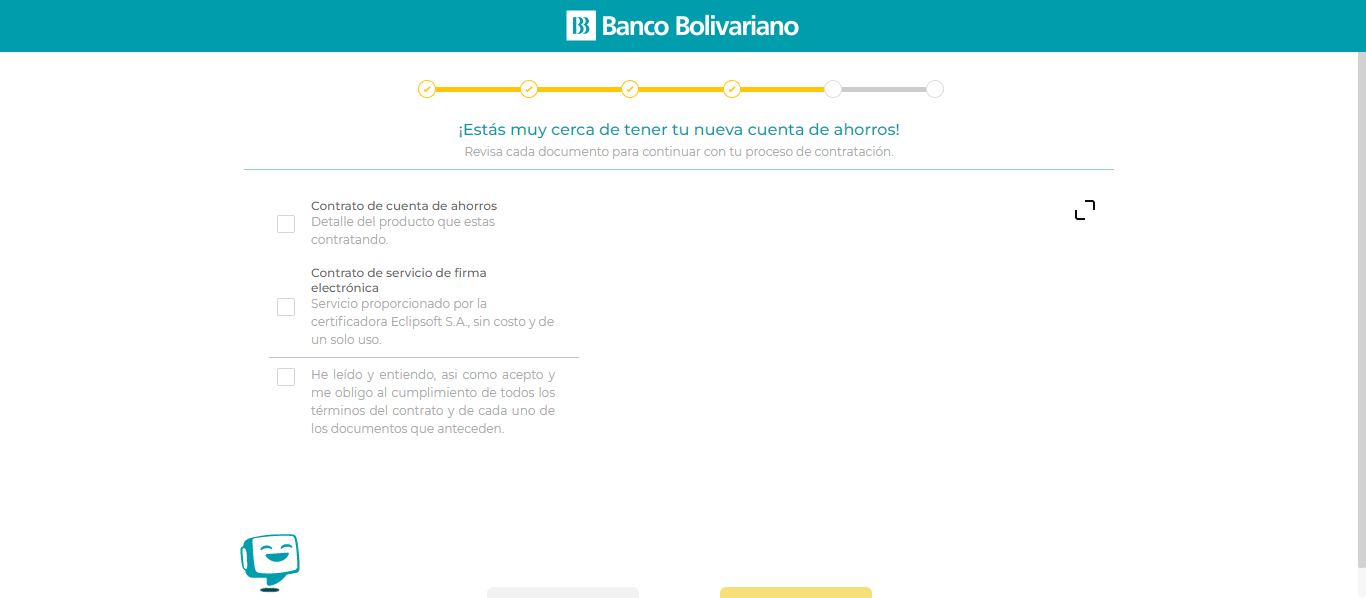 Banco Bolivariano
¡Estás muy cerca de tener tu nueva cuenta de ahorros!
Revisa cada documento para continuar con tu proceso de contratación.
Contrato de cuenta de ahorros
Detalle del producto que estas
contratando.
Contrato de servicio de firma
electrónica
Servicio proporcionado por la
certificadora Eclipsoft S.A., sin costo y de
un solo uso.
He leído y entiendo, asi como acepto y
me obligo al cumplimiento de todos los
términos del contrato y de cada uno de
los documentos que anteceden.